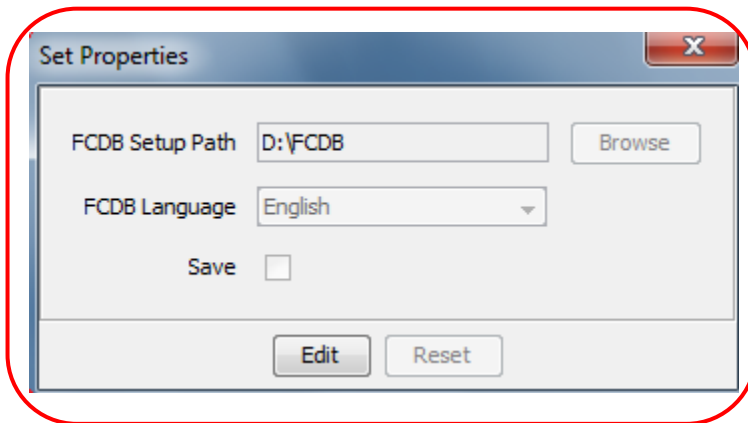 Set Properties
FCDB Setup Path D:\FCDB Browse
FCDB Language English
Save
Edit Reset